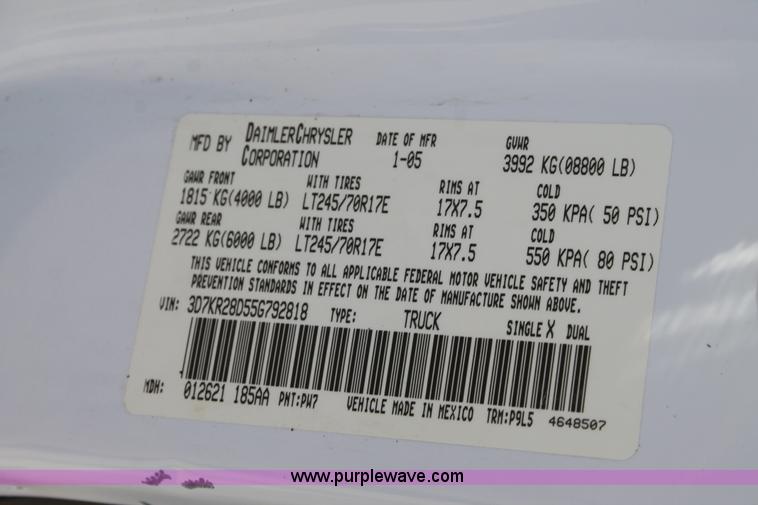 MFD BY DAIMLERCHRYSLER CORPORATION DATE OF MFR 1-05 GVWR 3992 KG(08800 LB)
GAWR FRONT WITH TIRES RIMS AT COLD
1815 KG(4000 LB) LT245/70R17E 17X7.5 350 KPA( 50 PSI)
GAWR REAR WITH TIRES RIMS AT COLD
2722 KG(6000 LB) LT245/70R17E 17X7.5 550 KPA( 80 PSI)
THIS VEHICLE CONFORMS TO ALL APPLICABLE FEDERAL MOTOR VEHICLE SAFETY AND THEFT
PREVENTION STANDARDS IN EFFECT ON THE DATE OF MANUFACTURE SHOWN ABOVE.
VIN: 3D7KR28D55G792818 TYPE: TRUCK SINGLE X DUAL
MDH: 012621 185AA PNT:PW7 VEHICLE MADE IN MEXICO TRM:P9L5 4648507
www.purplewave.com